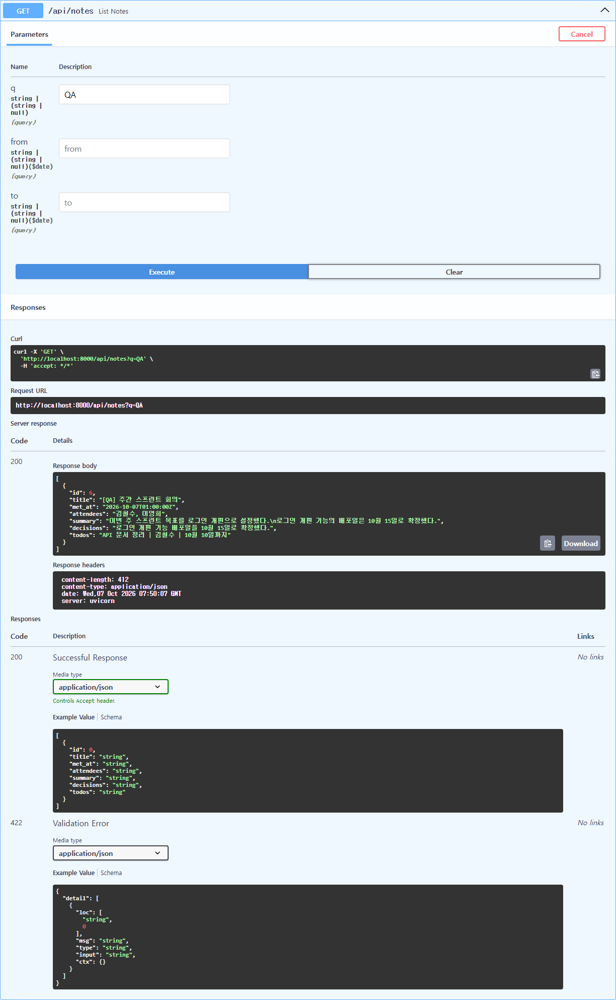 GET /api/notes List Notes
Parameters
Cancel
Name Description
q
string |
(string |
null)
(query)
QA
from
string |
(string |
null)($date)
(query)
from
to
string |
(string |
null)($date)
(query)
to
Execute
Clear
Responses
Curl
curl -X 'GET' \
'http://localhost:8000/api/notes?q=QA' \
-H 'accept: */*'
Request URL
http://localhost:8000/api/notes?q=QA
Server response
Code Details
200
Response body
[
{
"id": 6,
"title": "[QA] 주간 스프린트 회의",
"met_at": "2026-10-07T01:00:00Z",
"attendees": "김철수, 이영희",
"summary": "이번 주 스프린트 목표를 로그인 개편으로 설정했다.\n로그인 개편 기능의 배포일은 10월 15일로 확정했다.",
"decisions": "로그인 개편 기능 배포일을 10월 15일로 확정했다.",
"todos": "API 문서 정리 | 김철수 | 10월 10일까지"
}
]
Download
Response headers
content-length: 412
content-type: application/json
date: Wed,07 Oct 2026 07:50:07 GMT
server: uvicorn
Responses
Code Description Links
200 Successful Response No links
Media type
application/json
Controls Accept header.
Example Value Schema
[
{
"id": 0,
"title": "string",
"met_at": "string",
"attendees": "string",
"summary": "string",
"decisions": "string",
"todos": "string"
}
]
422 Validation Error No links
Media type
application/json
Example Value Schema
{
"detail": [
{
"loc": [
"string",
0
],
"msg": "string",
"type": "string",
"input": "string",
"ctx": {}
}
]
}